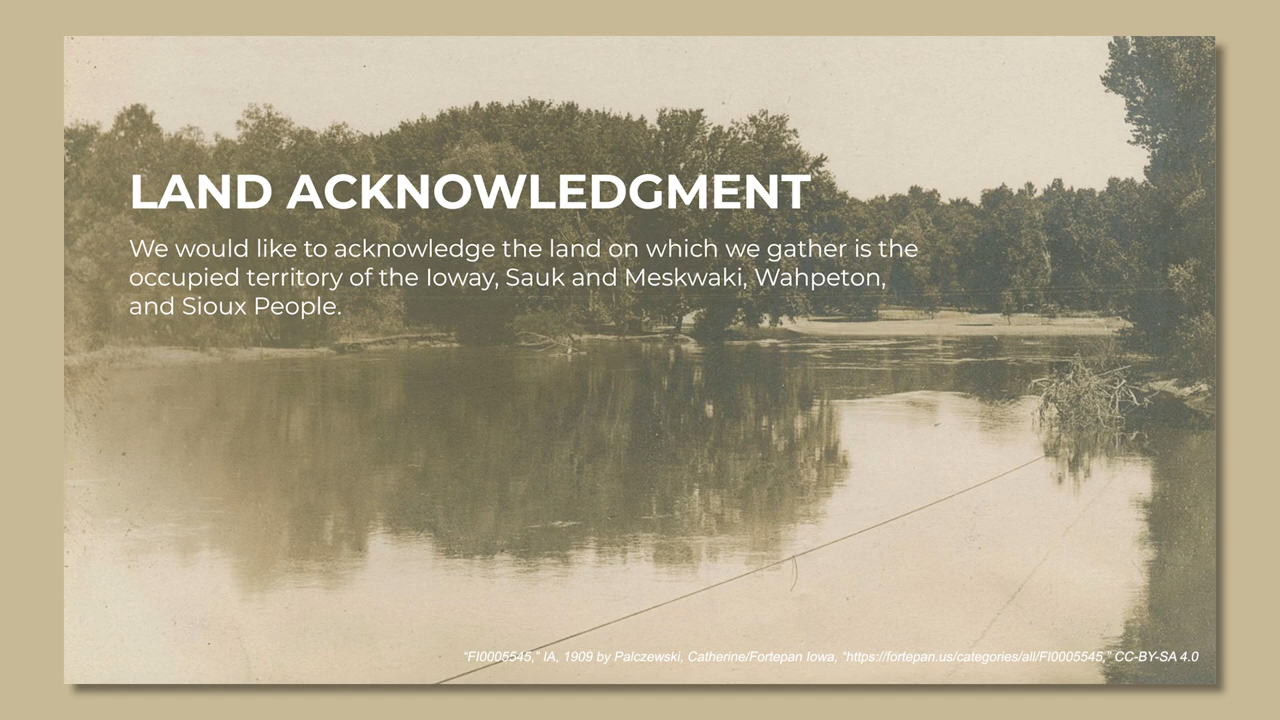 LAND ACKNOWLEDGMENT
We would like to acknowledge the land on which we gather is the
occupied territory of the Ioway, Sauk and Meskwaki, Wahpeton,
and Sioux People.
"FI0005545," IA, 1909 by Palczewski, Catherine/Fortepan Iowa, "https://fortepan.us/categories/all/FI0005545," CC-BY-SA 4.0